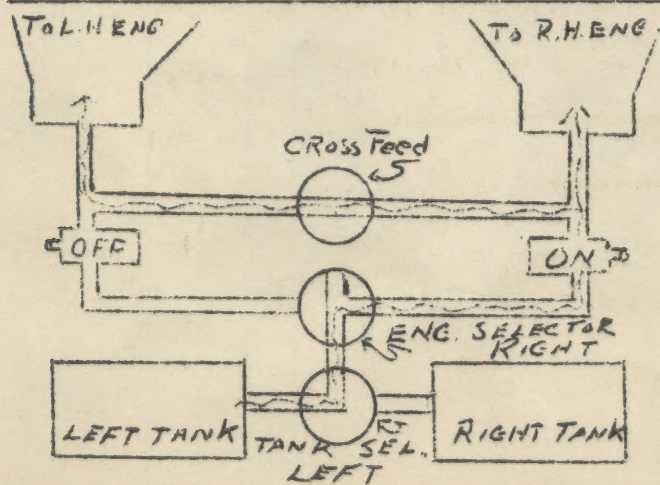 TO L.H ENG
TO R.H.ENG
CROSS Feed
OFF
ON
ENG. SELECTOR
RIGHT
LEFT TANK
TANK SEL.
LEFT
RT
RIGHT TANK